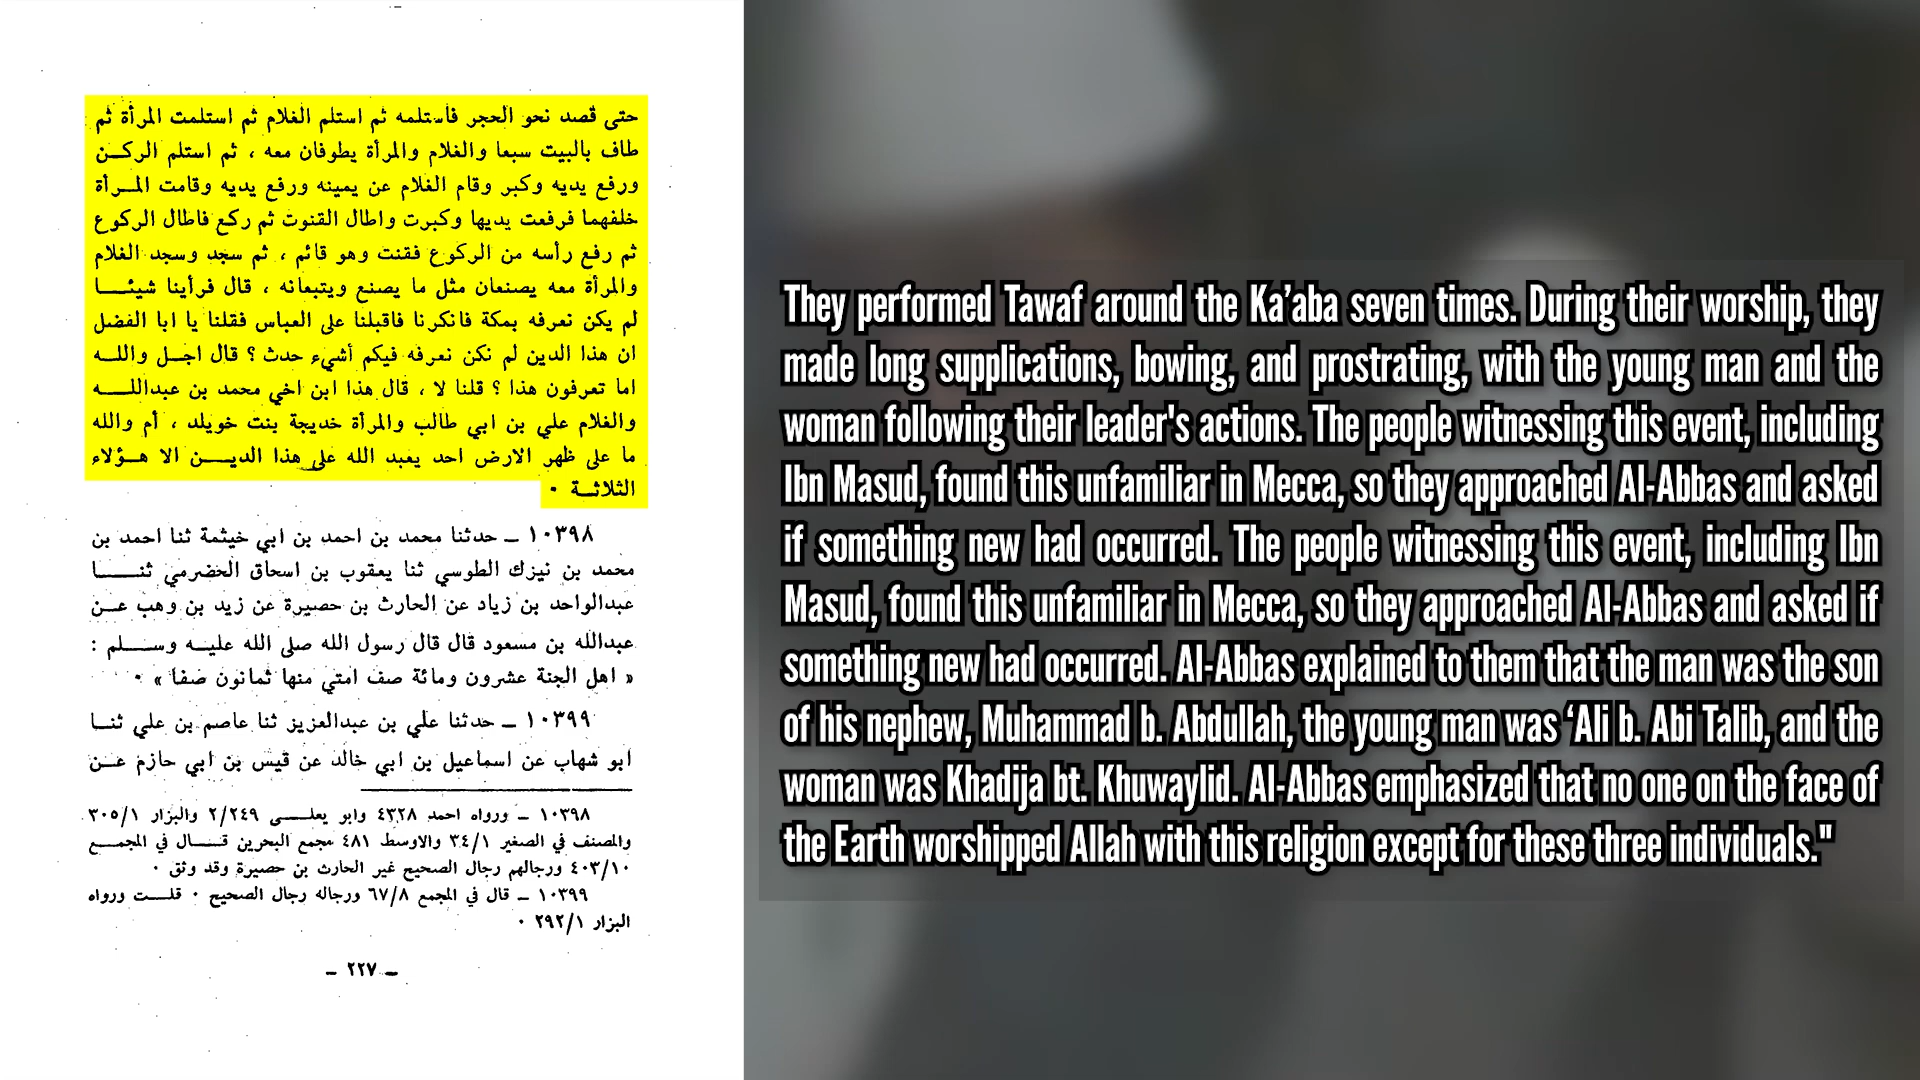 حتى قصد نحو الحجر فاستلمه ثم استلم الغلام ثم استلمت المرأة ثم
طاف بالبيت سبعا والغلام والمرأة يطوفان معه ، ثم استلم الركن
ورفع يديه وكبر وقام الغلام عن يمينه ورفع يديه وقامت المرأة
خلفهما فرفعت يديها وكبرت واطال القنوت ثم ركع فاطال الركوع
ثم رفع رأسه من الركوع فقنت وهو قائم ، ثم سجد وسجد الغلام
والمرأة معه يصنعان مثل ما يصنع ويتبعانه ، قال فرأينا شيئا
لم يكن نعرفه بمكة فانكرنا فاقبلنا على العباس فقلنا يا ابا الفضل
ان هذا الدين لم نكن نعرفه فيكم أشيء حدث ؟ قال اجل والله
اما تعرفون هذا ؟ قلنا لا ، قال هذا ابن اخي محمد بن عبدالله
والغلام علي بن ابي طالب والمرأة خديجة بنت خويلد ، أم والله
ما على ظهر الارض احد يعبد الله على هذا الدين الا هؤلاء
الثلاثة ٠
١٠٣٩٨ ـ حدثنا محمد بن احمد بن ابي خيثمة ثنا احمد بن
محمد بن نيزك الطوسي ثنا يعقوب بن اسحاق الحضرمي ثنا
عبدالواحد بن زياد عن الحارث بن حصيرة عن زيد بن وهب عن
عبدالله بن مسعود قال قال رسول الله صلى الله عليه وسلم :
« اهل الجنة عشرون ومائة صف امتي منها ثمانون صفا » ٠
١٠٣٩٩ ـ حدثنا علي بن عبدالعزيز ثنا عاصم بن علي ثنا
ابو شهاب عن اسماعيل بن ابي خالد عن قيس بن ابي حازم عن
١٠٣٩٨ ـ ورواه احمد ٤٣٢٨ وابو يعلى ٢/٢٤٩ والبزار ٣٠٥/١
والمصنف في الصغير ٣٤/١ والاوسط ٤٨١ مجمع البحرين قال في المجمع
٤٠٣/١٠ ورجالهم رجال الصحيح غير الحارث بن حصيرة وقد وثق ٠
١٠٣٩٩ ـ قال في المجمع ٦٧/٨ ورجاله رجال الصحيح ٠ قلت ورواه
البزار ٢٩٢/١ ٠
ـ ٢٢٧ ـ
They performed Tawaf around the Ka’aba seven times. During their worship, they
made long supplications, bowing, and prostrating, with the young man and the
woman following their leader's actions. The people witnessing this event, including
Ibn Masud, found this unfamiliar in Mecca, so they approached Al-Abbas and asked
if something new had occurred. The people witnessing this event, including Ibn
Masud, found this unfamiliar in Mecca, so they approached Al-Abbas and asked if
something new had occurred. Al-Abbas explained to them that the man was the son
of his nephew, Muhammad b. Abdullah, the young man was ‘Ali b. Abi Talib, and the
woman was Khadija bt. Khuwaylid. Al-Abbas emphasized that no one on the face of
the Earth worshipped Allah with this religion except for these three individuals."